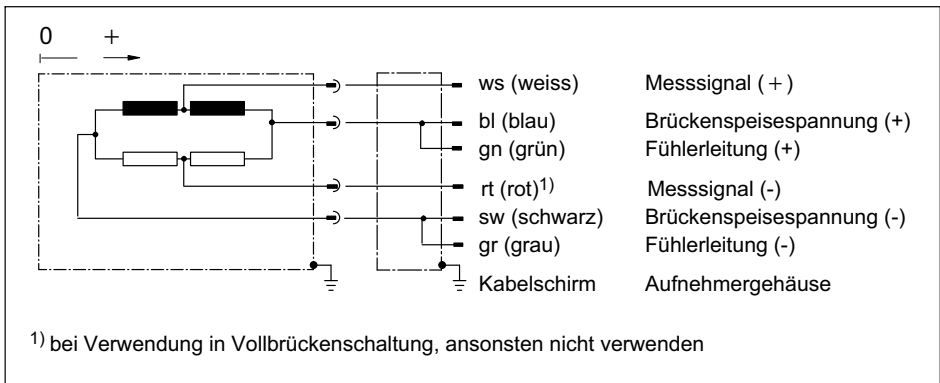 0 +
ws (weiss) Messsignal (+)
bl (blau) Brückenspeisespannung (+)
gn (grün) Fühlerleitung (+)
rt (rot)1) Messsignal (-)
sw (schwarz) Brückenspeisespannung (-)
gr (grau) Fühlerleitung (-)
Kabelschirm Aufnehmergehäuse
1) bei Verwendung in Vollbrückenschaltung, ansonsten nicht verwenden